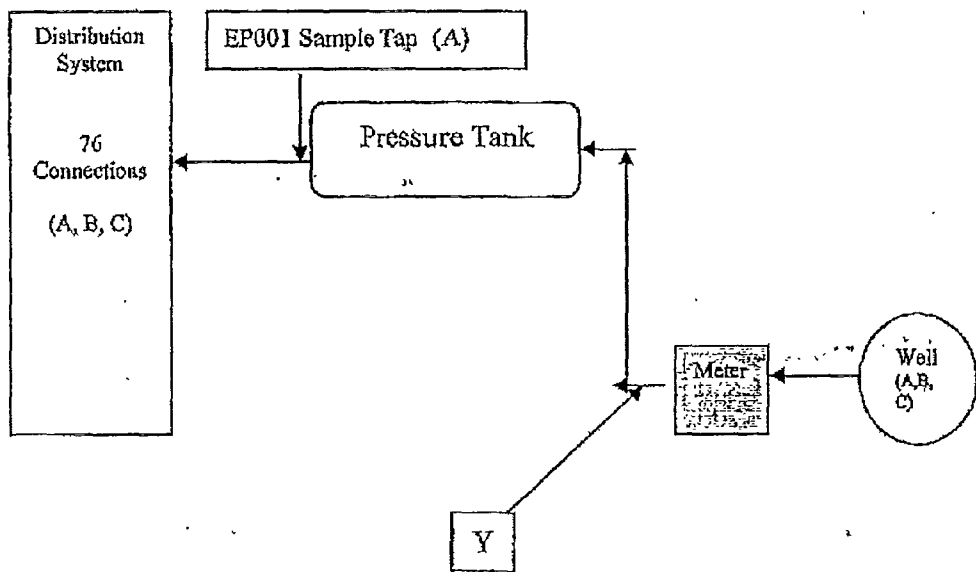 Distribution
System
76
Connections
(A, B, C)
EP001 Sample Tap (A)
Pressure Tank
Meter
Well
(A,B,
C)
Y